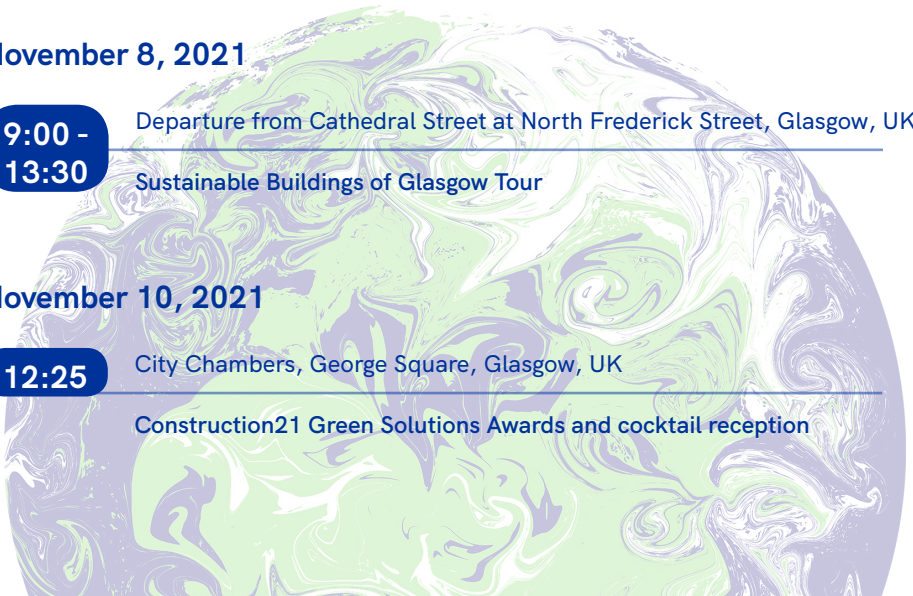 November 8, 2021
9:00 -
13:30
Departure from Cathedral Street at North Frederick Street, Glasgow, UK
Sustainable Buildings of Glasgow Tour
November 10, 2021
12:25
City Chambers, George Square, Glasgow, UK
Construction21 Green Solutions Awards and cocktail reception